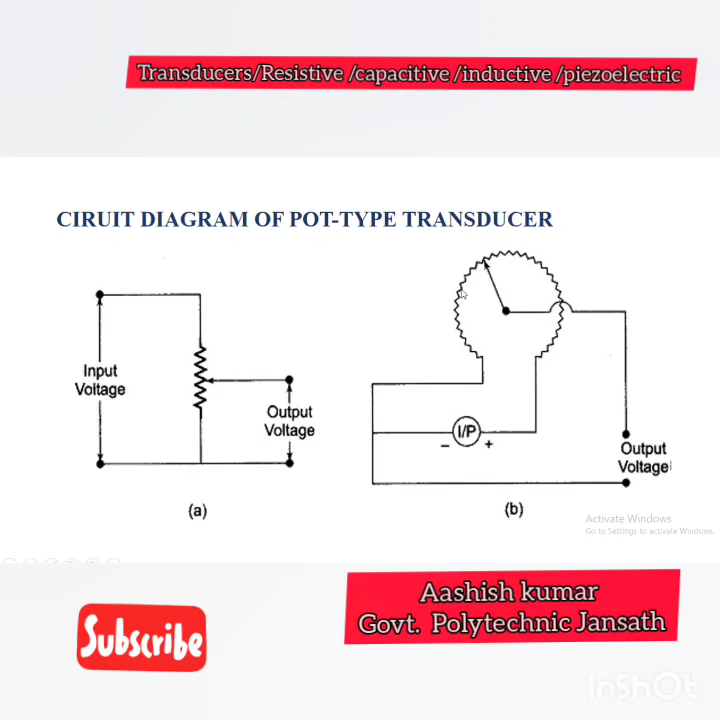 Transducers/Resistive /capacitive /inductive /piezoelectric
CIRUIT DIAGRAM OF POT-TYPE TRANSDUCER
Input
Voltage
Output
Voltage
(a)
I/P
−
+
Output
Voltage
(b)
Activate Windows
Go to Settings to activate Windows.
Subscribe
Aashish kumar
Govt. Polytechnic Jansath
InShOt